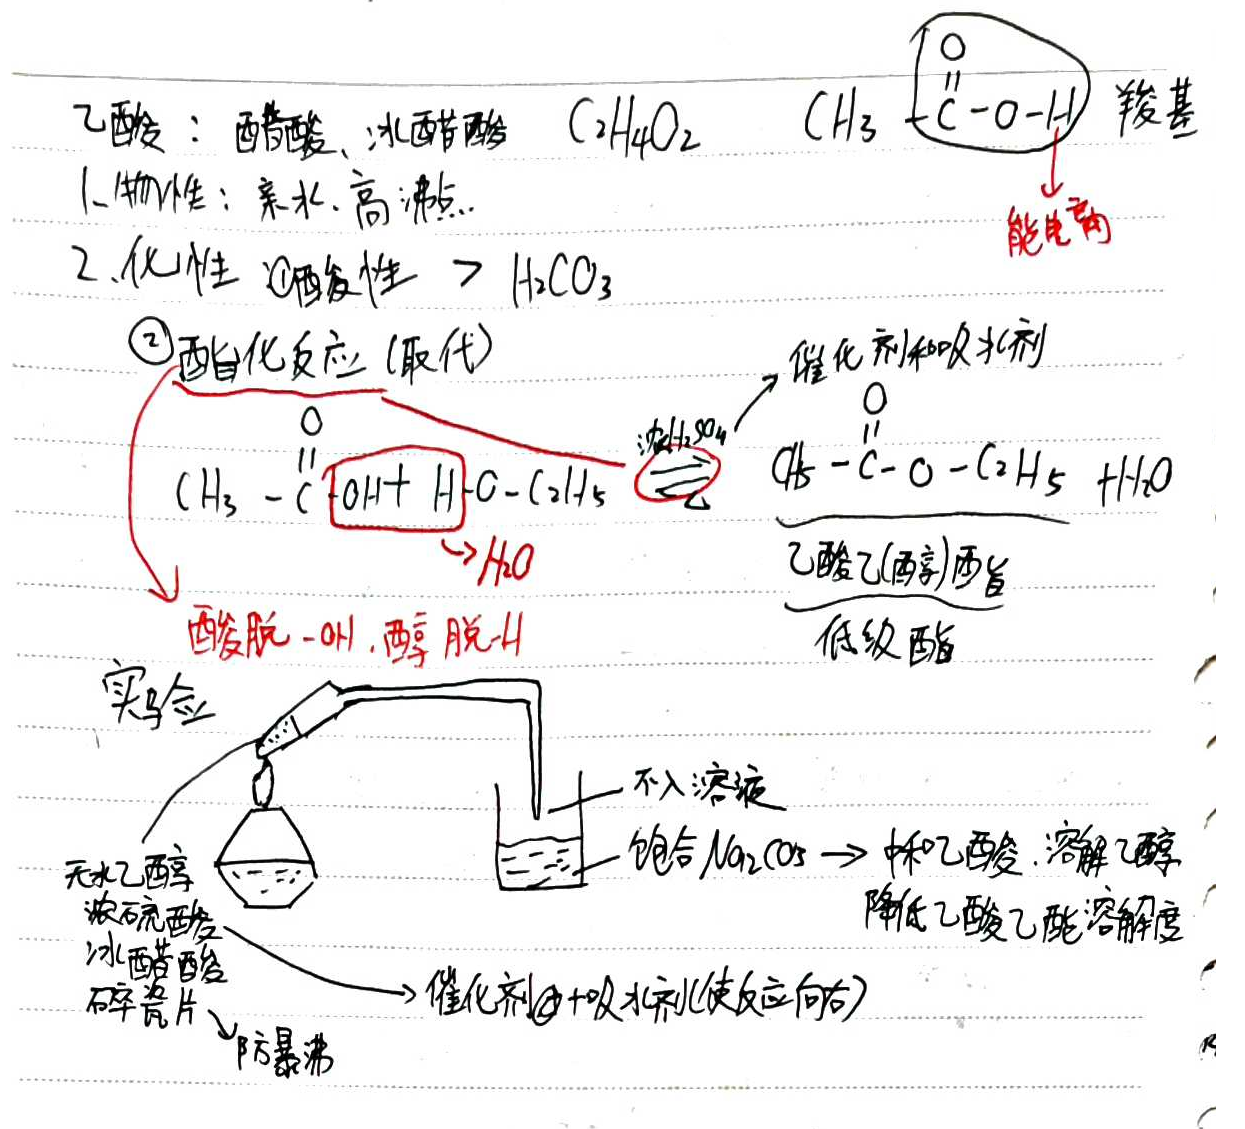 O
乙酸：醋酸、冰醋酸 C2H4O2 CH3-C-O-H 羧基
1.物性：亲水、高沸点.
能电离
2.化性 ①酸性 > H2CO3
②酯化反应（取代）
催化剂和吸水剂
O 浓H2SO4 O
CH3-C-OH+H-O-C2H5 ⇌ CH3-C-O-C2H5+H2O
→H2O
乙酸乙(醇)酯
酸脱-OH，醇脱-H
低级酯
实验
不入溶液
饱合Na2CO3→中和乙酸、溶解乙醇
降低乙酸乙酯溶解度
无水乙醇
浓硫酸
冰醋酸
碎瓷片
催化剂+吸水剂(使反应向右)
防暴沸